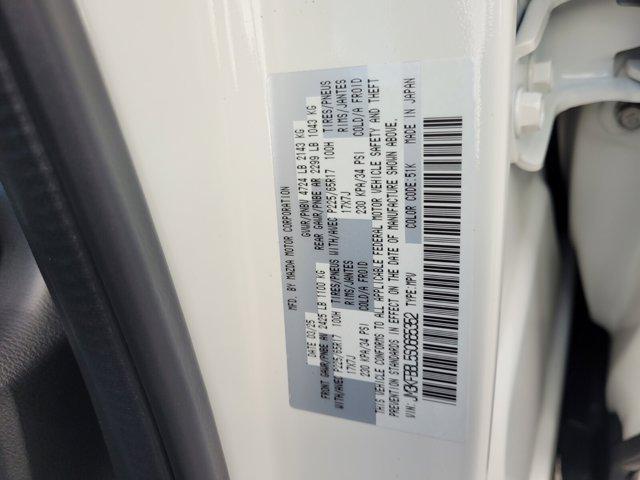 MFD. BY MAZDA MOTOR CORPORATION
DATE 03/25 GVWR/PNBV 4724 LB 2143 KG
FRONT GAWR/PNBE AV 2425 LB 1100 KG REAR GAWR/PNBE AR 2299 LB 1043 KG
WITH/AVEC P225/65R17 100H TIRES/PNEUS WITH/AVEC P225/65R17 100H TIRES/PNEUS
17X7J RIMS/JANTES 17X7J RIMS/JANTES
230 KPA/34 PSI COLD/A FROID 230 KPA/34 PSI COLD/A FROID
THIS VEHICLE CONFORMS TO ALL APPLICABLE FEDERAL MOTOR VEHICLE SAFETY AND THEFT
PREVENTION STANDARDS IN EFFECT ON THE DATE OF MANUFACTURE SHOWN ABOVE.
VIN: TYPE:MPV COLOR CODE:51K MADE IN JAPAN